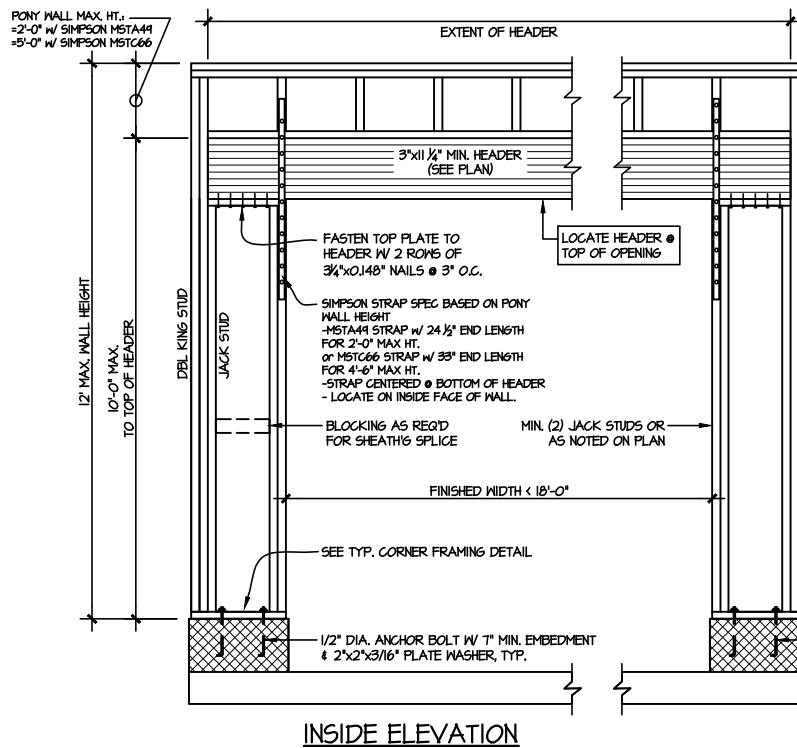 PONY WALL MAX. HT.:
=2'-0" W/ SIMPSON MSTA49
=5'-0" W/ SIMPSON MSTC66
EXTENT OF HEADER
3"x11 1/4" MIN. HEADER
(SEE PLAN)
FASTEN TOP PLATE TO
HEADER W/ 2 ROWS OF
3 1/4"x0.148" NAILS @ 3" O.C.
LOCATE HEADER @
TOP OF OPENING
SIMPSON STRAP SPEC BASED ON PONY
WALL HEIGHT
-MSTA49 STRAP W/ 24 1/2" END LENGTH
FOR 2'-0" MAX HT.
or MSTC66 STRAP W/ 33" END LENGTH
FOR 4'-6" MAX HT.
-STRAP CENTERED @ BOTTOM OF HEADER
- LOCATE ON INSIDE FACE OF WALL.
12' MAX. WALL HEIGHT
10'-0" MAX.
TO TOP OF HEADER
DBL KING STUD
JACK STUD
BLOCKING AS REQ'D
FOR SHEATH'G SPLICE
MIN. (2) JACK STUDS OR
AS NOTED ON PLAN
FINISHED WIDTH < 18'-0"
SEE TYP. CORNER FRAMING DETAIL
1/2" DIA. ANCHOR BOLT W/ 7" MIN. EMBEDMENT
& 2"x2"x3/16" PLATE WASHER, TYP.
INSIDE ELEVATION